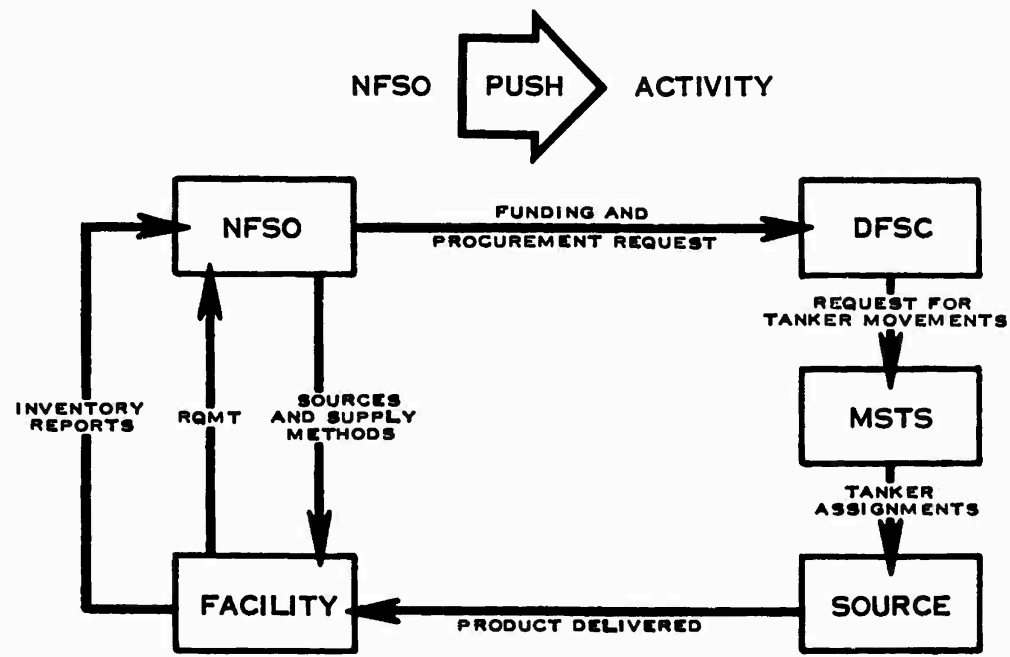 NFSO PUSH ACTIVITY
NFSO
FUNDING AND
PROCUREMENT REQUEST
DFSC
REQUEST FOR
TANKER MOVEMENTS
INVENTORY
REPORTS
RQMT
SOURCES
AND SUPPLY
METHODS
MSTS
TANKER
ASSIGNMENTS
FACILITY
PRODUCT DELIVERED
SOURCE